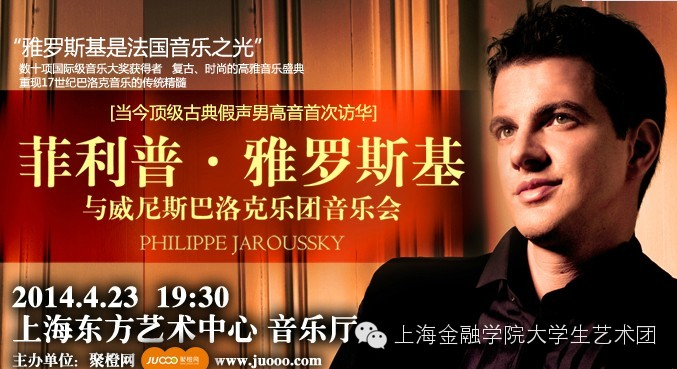 “雅罗斯基是法国音乐之光”
数十项国际级音乐大奖获得者 复古、时尚的高雅音乐盛典
重现17世纪巴洛克音乐的传统精髓
[当今顶级古典假声男高音首次访华]
菲利普·雅罗斯基
与威尼斯巴洛克乐团音乐会
PHILIPPE JAROUSSKY
2014.4.23 19:30
上海东方艺术中心 音乐厅
上海金融学院大学生艺术团
主办单位：聚橙网 JUOOO 聚橙网 www.juooo.com